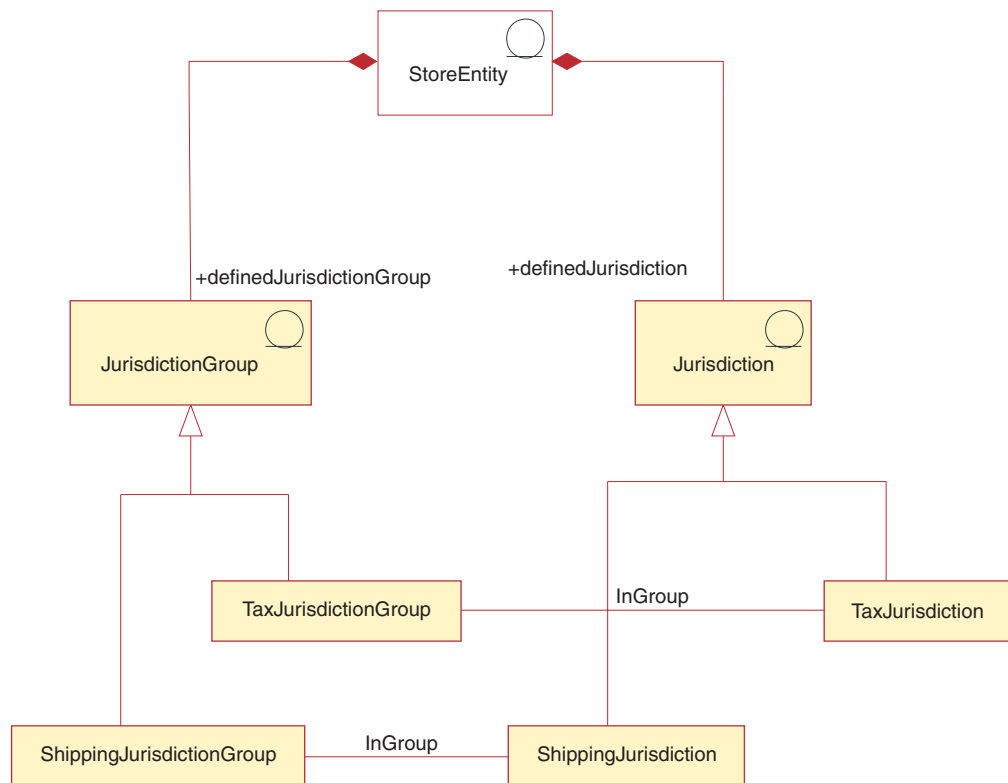 StoreEntity
+definedJurisdictionGroup
+definedJurisdiction
JurisdictionGroup
Jurisdiction
TaxJurisdictionGroup
InGroup
TaxJurisdiction
ShippingJurisdictionGroup
InGroup
ShippingJurisdiction